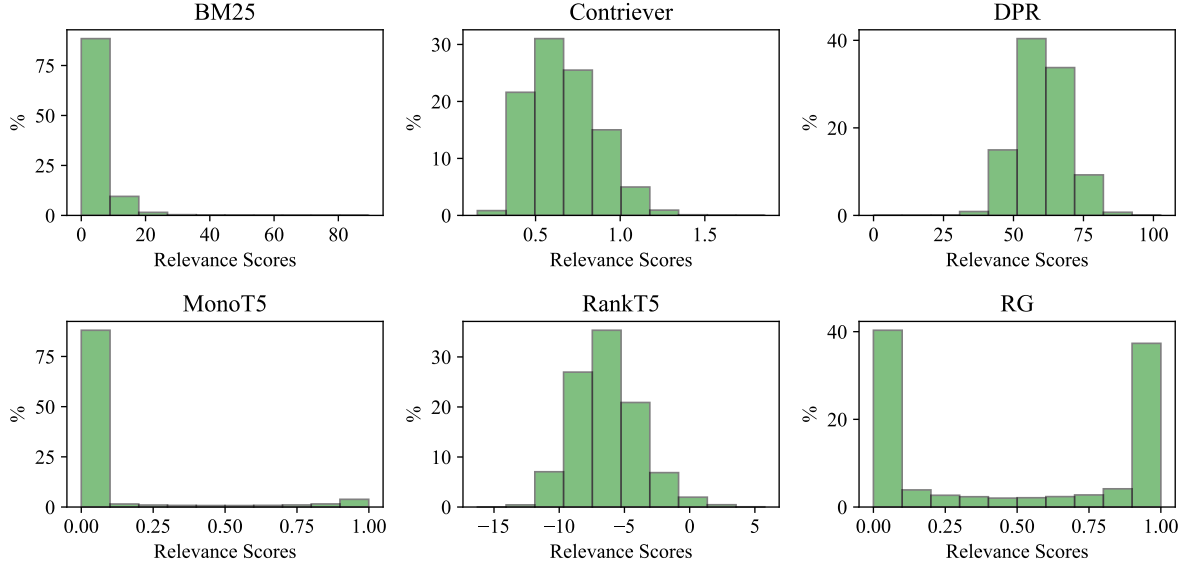 BM25
%
75
50
25
0
0 20 40 60 80
Relevance Scores
Contriever
%
30
20
10
0
0.5 1.0 1.5
Relevance Scores
DPR
%
40
20
0
0 25 50 75 100
Relevance Scores
MonoT5
%
75
50
25
0
0.00 0.25 0.50 0.75 1.00
Relevance Scores
RankT5
%
30
20
10
0
−15 −10 −5 0 5
Relevance Scores
RG
%
40
20
0
0.00 0.25 0.50 0.75 1.00
Relevance Scores